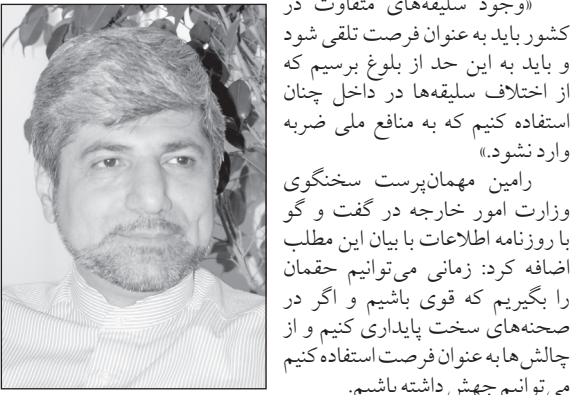 «وجود سلیقه‌های متفاوت در
کشور باید به عنوان فرصت تلقی شود
و باید به این حد از بلوغ برسیم که
از اختلاف سلیقه‌ها در داخل چنان
استفاده کنیم که به منافع ملی ضربه
وارد نشود.»
رامین مهمان‌پرست سخنگوی
وزارت امور خارجه در گفت و گو
با روزنامه اطلاعات با بیان این مطلب
اضافه کرد: زمانی می‌توانیم حقمان
را بگیریم که قوی باشیم و اگر در
صحنه‌های سخت پایداری کنیم و از
چالش‌ها به عنوان فرصت استفاده کنیم
می‌توانیم جهش داشته باشیم.